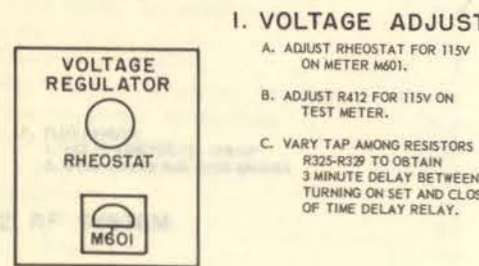 I. VOLTAGE ADJUST
A. ADJUST RHEOSTAT FOR 115V
ON METER M601.
B. ADJUST R412 FOR 115V ON
TEST METER.
C. VARY TAP AMONG RESISTORS
R325-R329 TO OBTAIN
3 MINUTE DELAY BETWEEN
TURNING ON SET AND CLOS
OF TIME DELAY RELAY.
VOLTAGE
REGULATOR
RHEOSTAT
M601